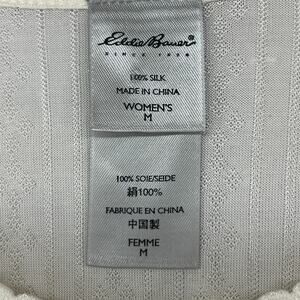 Eddie Bauer
SINCE 1920
100% SILK
MADE IN CHINA
WOMEN'S
M
100% SOIE/SEIDE
絹100%
FABRIQUE EN CHINA
中国製
FEMME
M